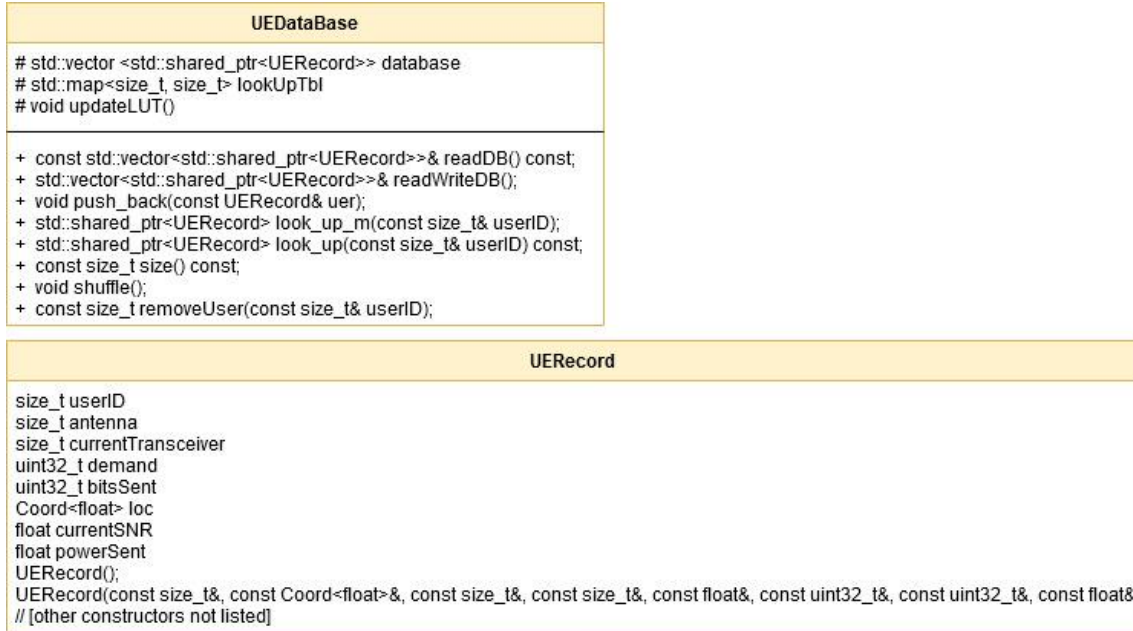 UEDataBase
# std::vector <std::shared_ptr<UERecord>> database
# std::map<size_t, size_t> lookUpTbl
# void updateLUT()
+ const std::vector<std::shared_ptr<UERecord>>& readDB() const;
+ std::vector<std::shared_ptr<UERecord>>& readWriteDB();
+ void push_back(const UERecord& uer);
+ std::shared_ptr<UERecord> look_up_m(const size_t& userID);
+ std::shared_ptr<UERecord> look_up(const size_t& userID) const;
+ const size_t size() const;
+ void shuffle();
+ const size_t removeUser(const size_t& userID);
UERecord
size_t userID
size_t antenna
size_t currentTransceiver
uint32_t demand
uint32_t bitsSent
Coord<float> loc
float currentSNR
float powerSent
UERecord();
UERecord(const size_t&, const Coord<float>&, const size_t&, const size_t&, const float&, const uint32_t&, const uint32_t&, const float&
// [other constructors not listed]